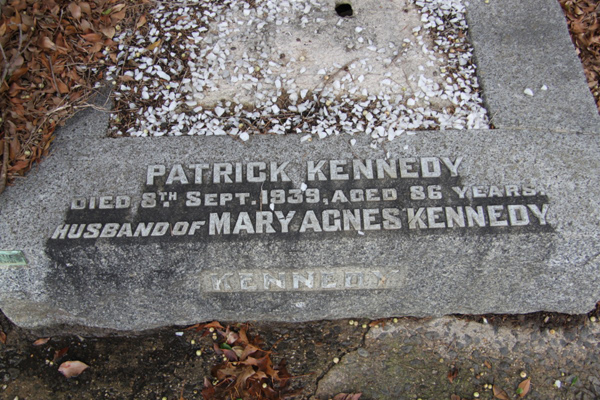 PATRICK KENNEDY
DIED 8TH SEPT. 1939, AGED 86 YEARS.
HUSBAND OF MARY AGNES KENNEDY
KENNEDY